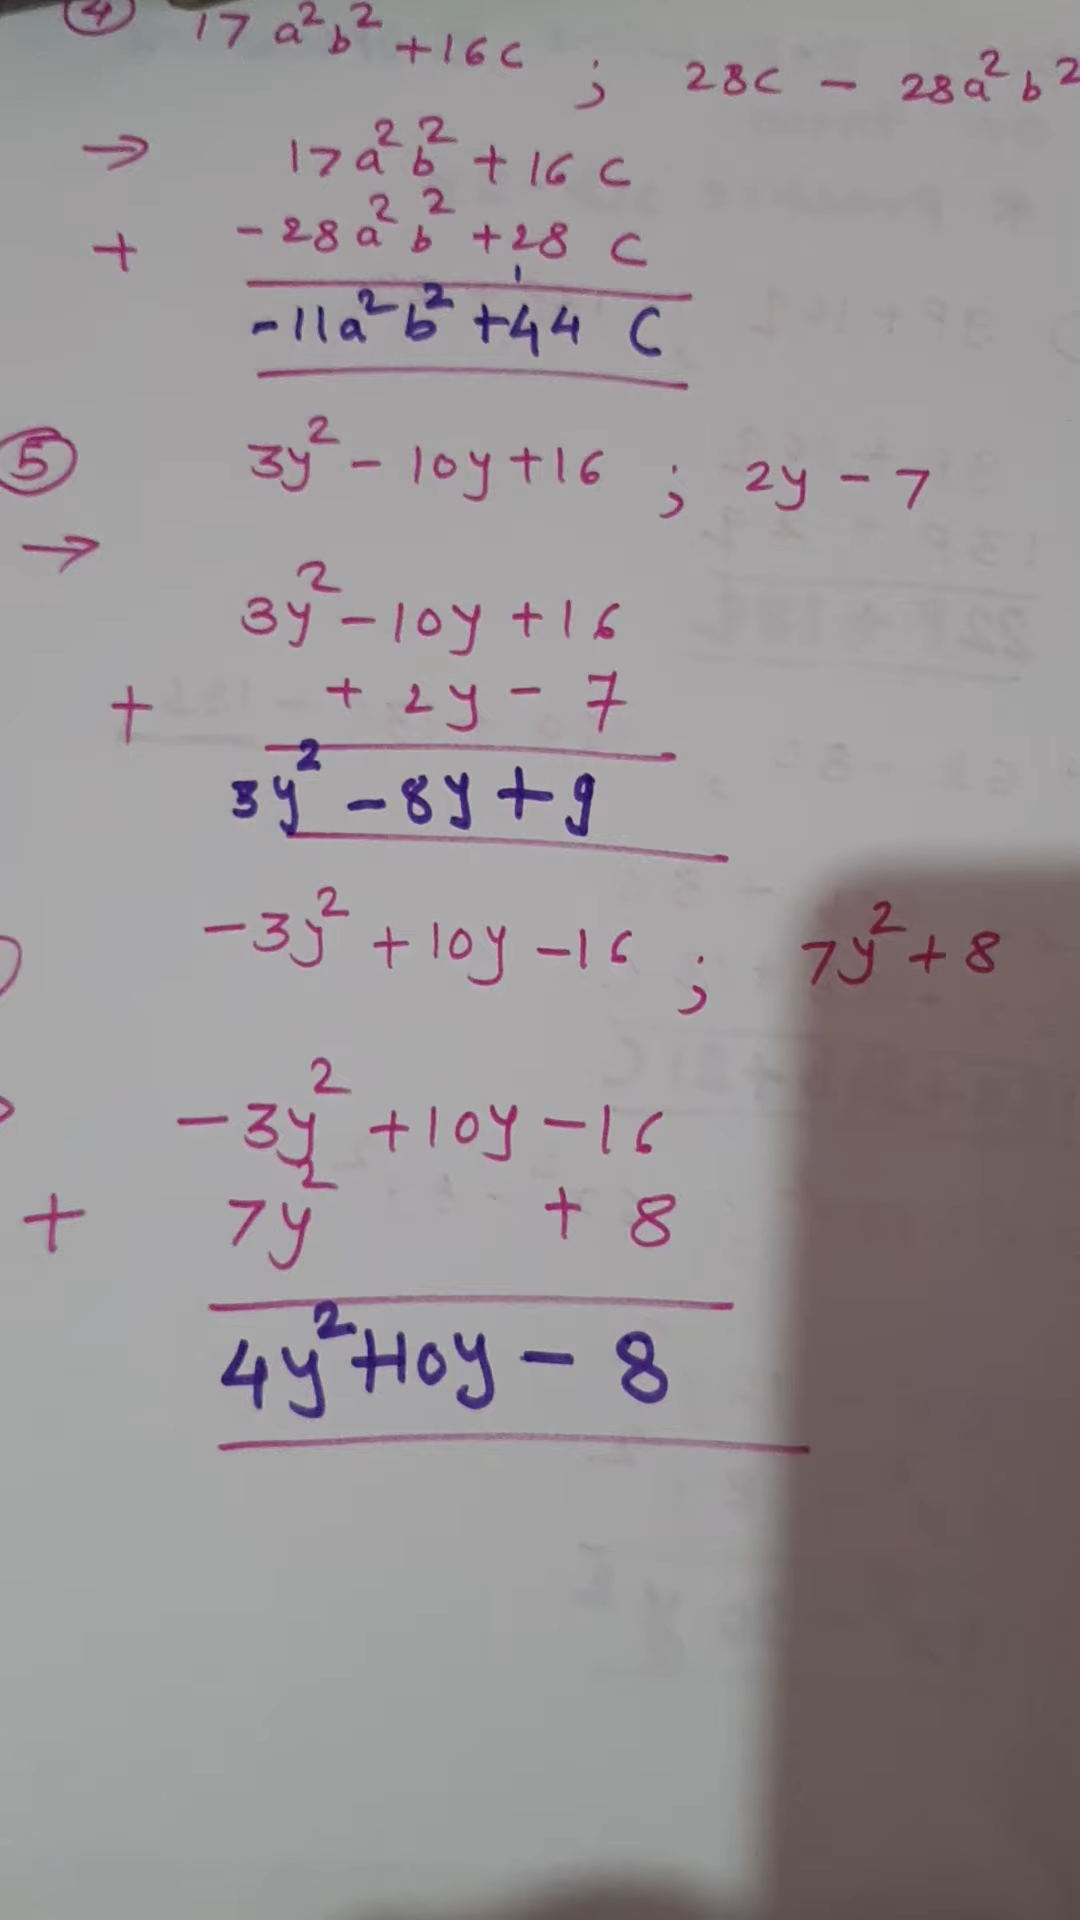 ④ 17a²b² + 16c ; 28c - 28a²b²
→ 17a²b² + 16c
+ -28a²b² + 28c
1
-11a²b² + 44c
⑤ 3y² - 10y + 16 ; 2y - 7
→
3y² - 10y + 16
+ + 2y - 7
3y² - 8y + 9
-3y² + 10y - 16 ; 7y² + 8
-3y² + 10y - 16
+ 7y² + 8
4y² + 10y - 8